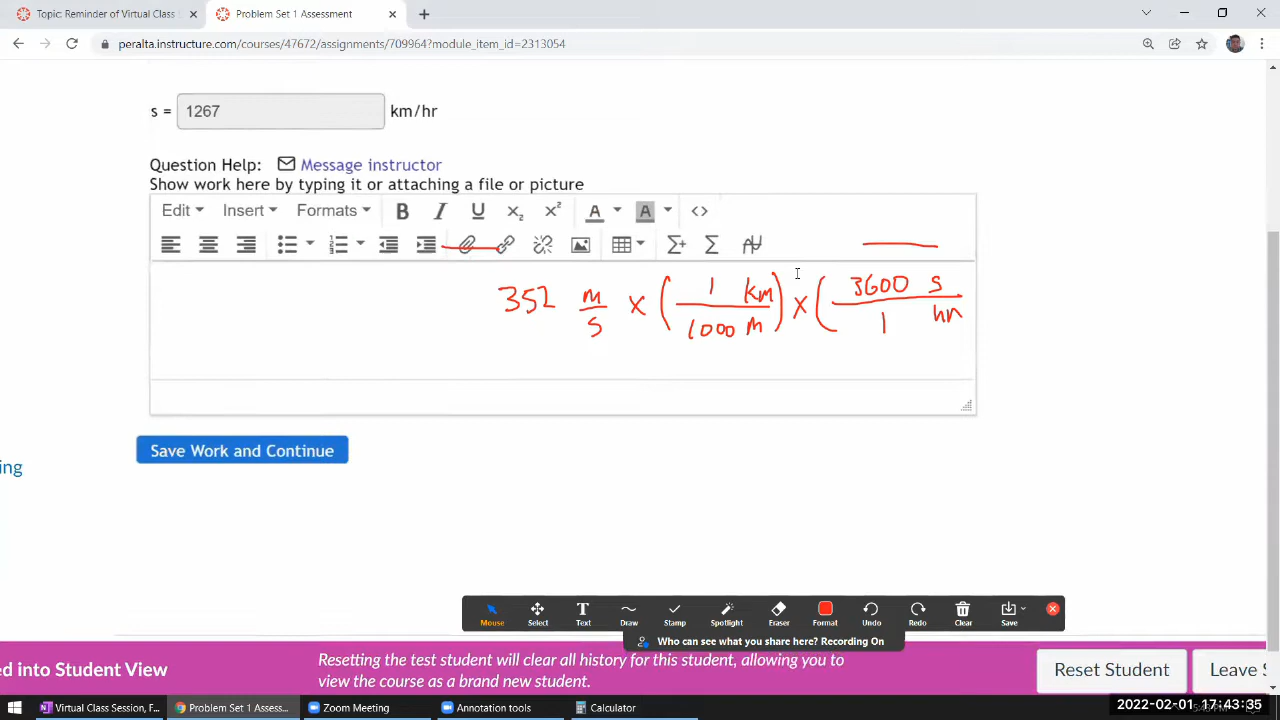 Topic: Reminder of Virtual Class
Problem Set 1 Assessment
peralta.instructure.com/courses/47672/assignments/709964?module_item_id=2313054
s = 1267 km/hr
Question Help: Message instructor
Show work here by typing it or attaching a file or picture
Edit Insert Formats B I U x₂ x² A A <>
Σ+ Σ
352 m/s x (1 km/1000 m) x (3600 s/1 hr
Save Work and Continue
ing
Mouse Select Text Draw Stamp Spotlight Eraser Format Undo Redo Clear Save
Who can see what you share here? Recording On
ed into Student View
Resetting the test student will clear all history for this student, allowing you to
view the course as a brand new student.
Reset Student
Leave S
Virtual Class Session, F... Problem Set 1 Assess... Zoom Meeting Annotation tools Calculator
2022-02-01 17:43:35